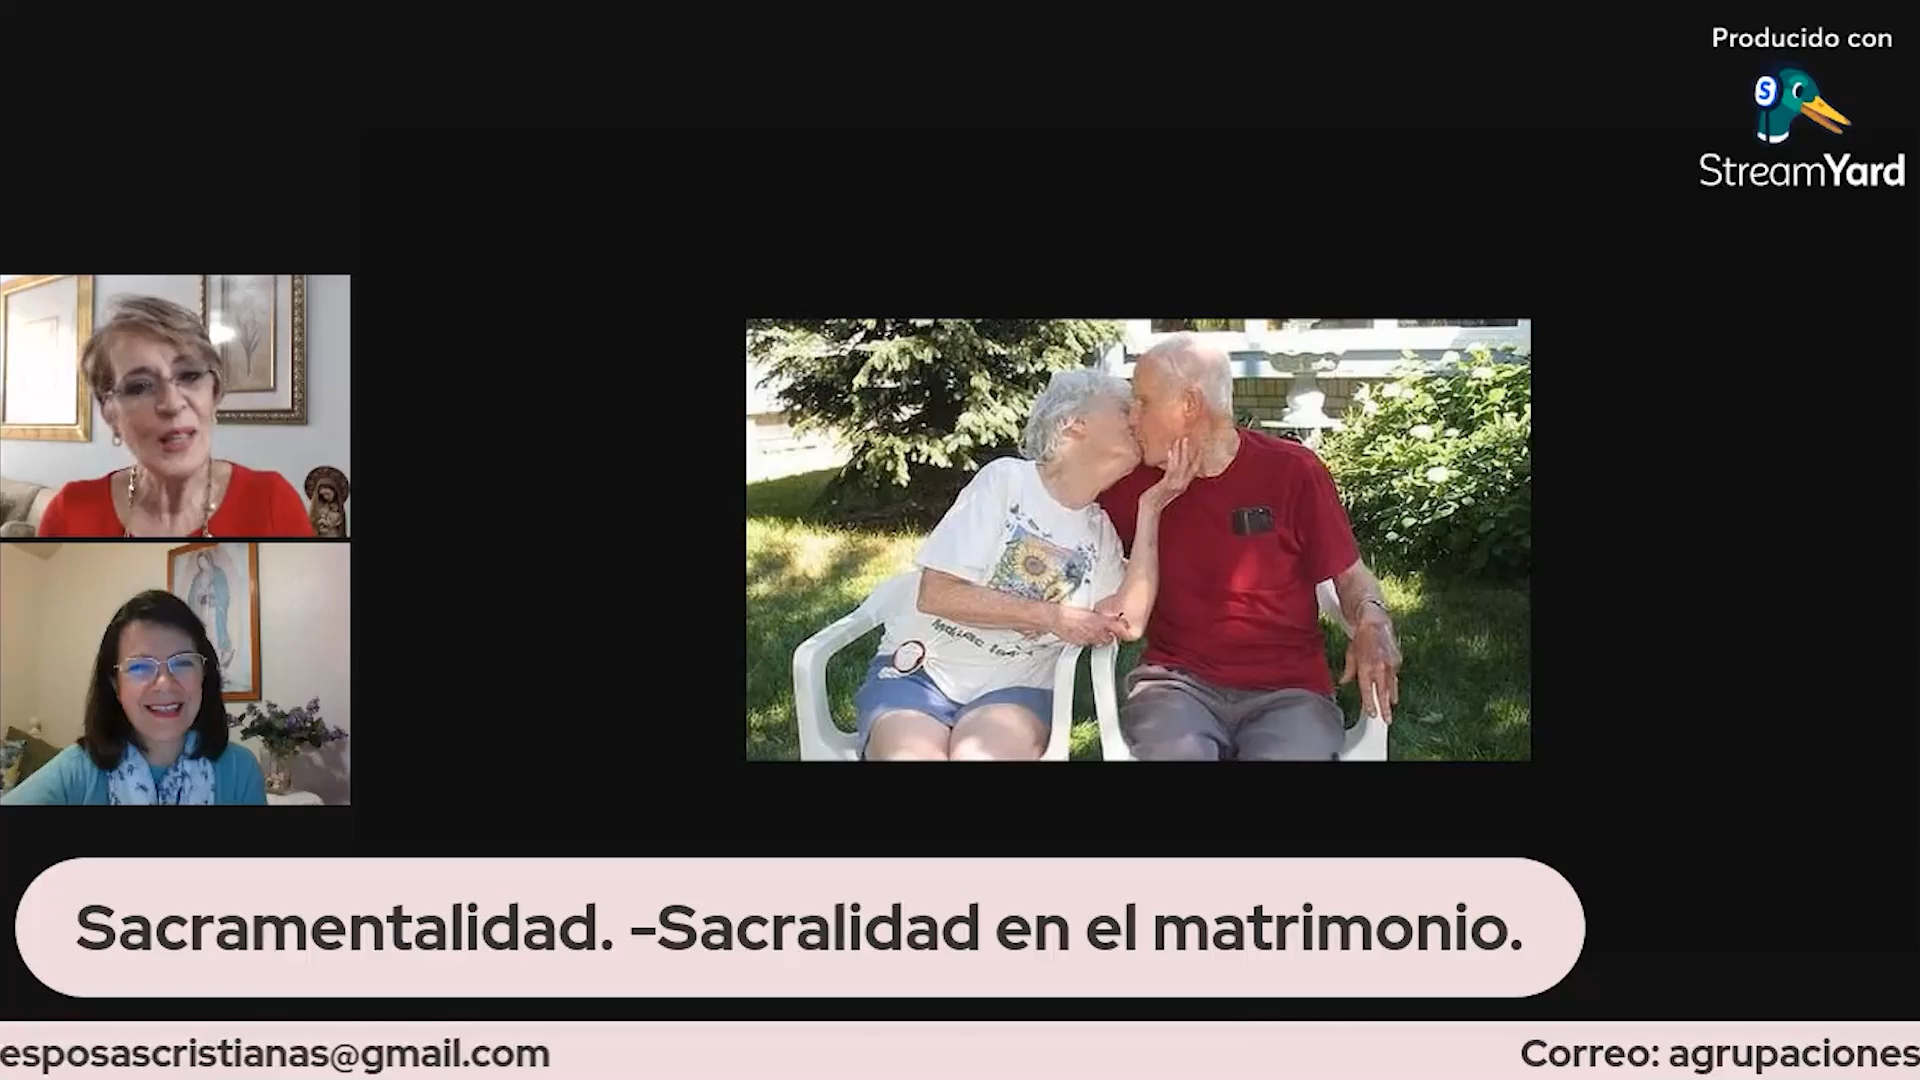 Producido con
S
StreamYard
Sacramentalidad. -Sacralidad en el matrimonio.
esposascristianas@gmail.com
Correo: agrupaciones